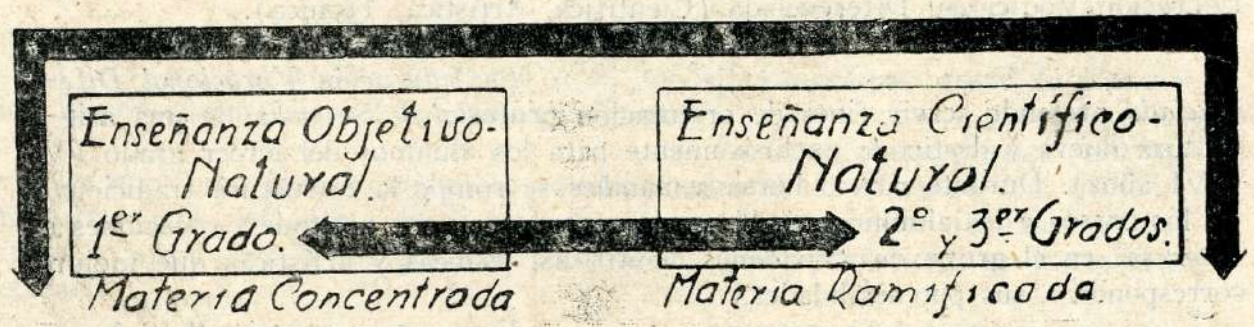 Enseñanza Objetivo-
Natural.
1er Grado.
Materia Concentrada
Enseñanza Científico-
Natural.
2º y 3er Grados.
Materia Ramificada.